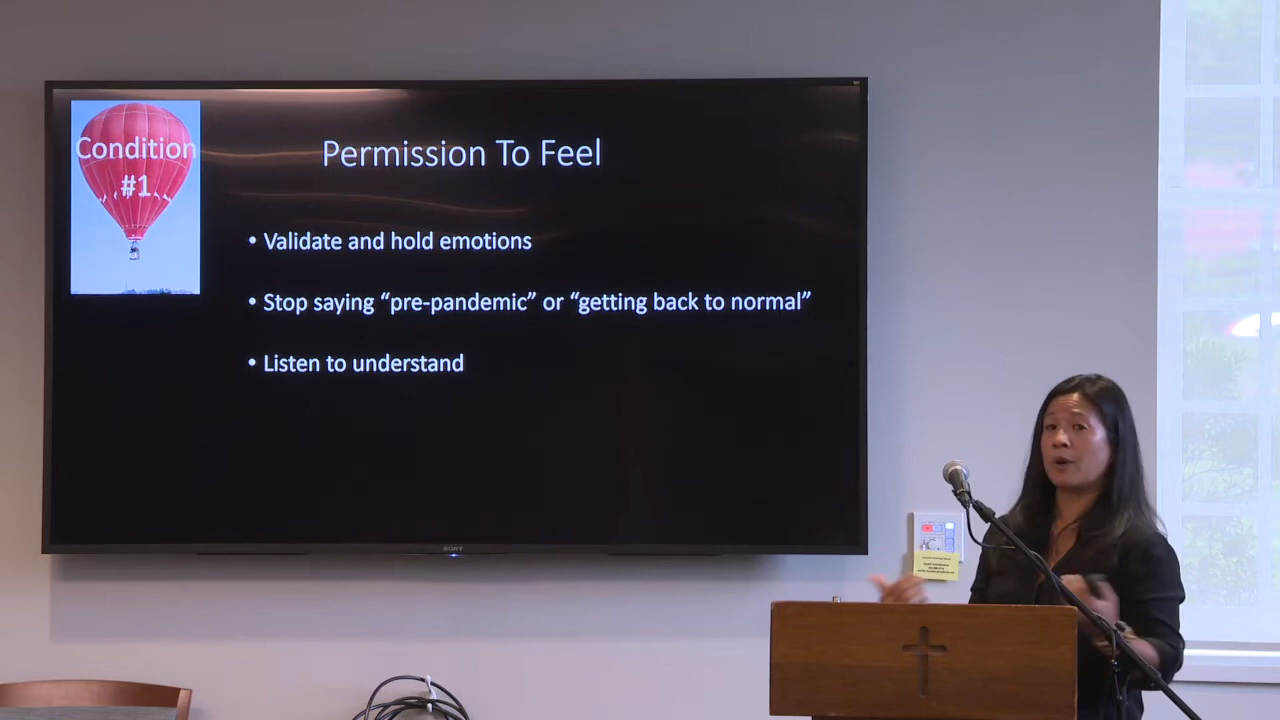 Condition
#1
Permission To Feel
• Validate and hold emotions
• Stop saying “pre-pandemic” or “getting back to normal”
• Listen to understand
SONY